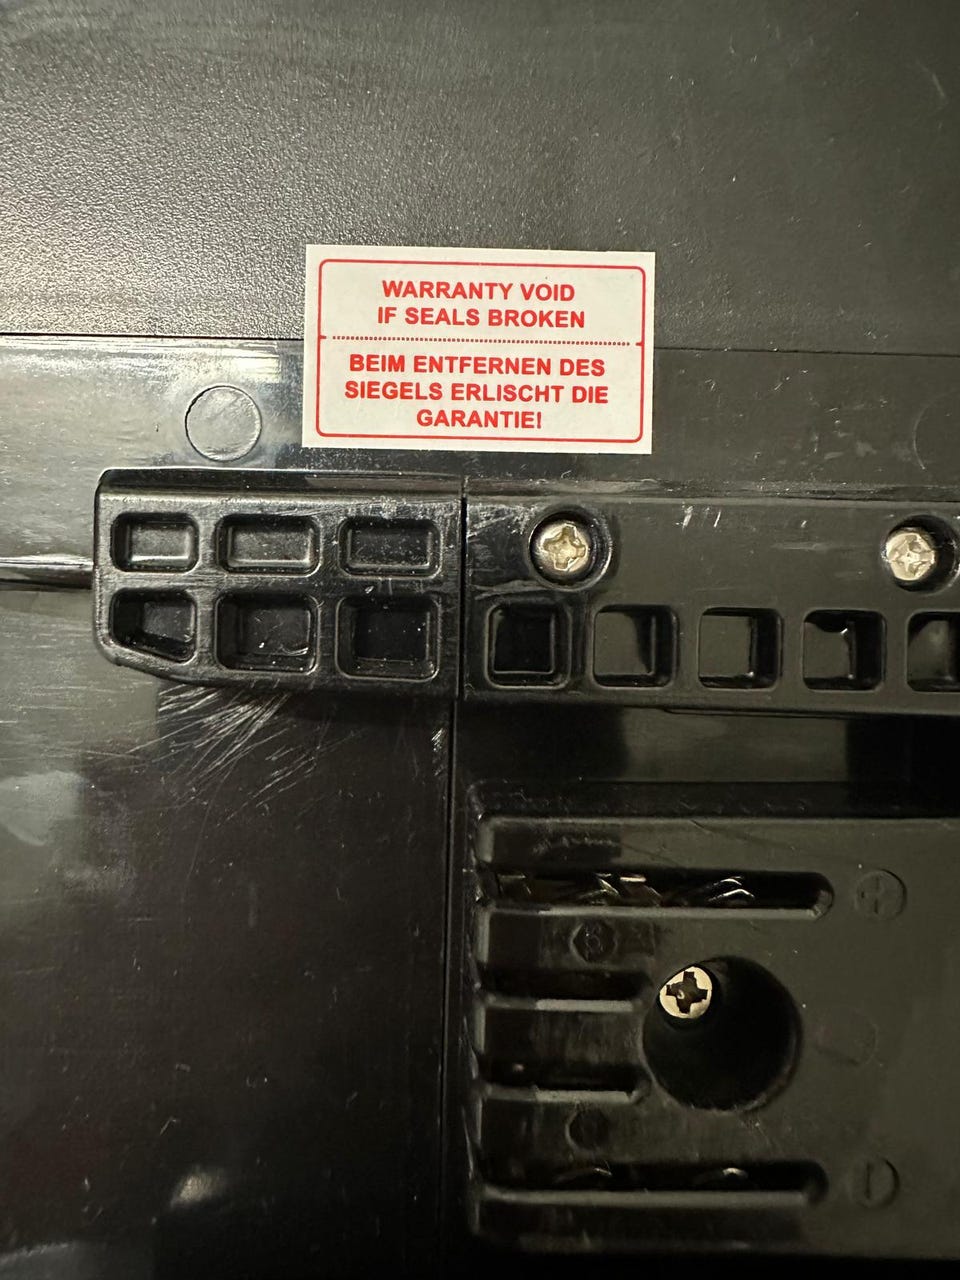 WARRANTY VOID
IF SEALS BROKEN
BEIM ENTFERNEN DES
SIEGELS ERLISCHT DIE
GARANTIE!